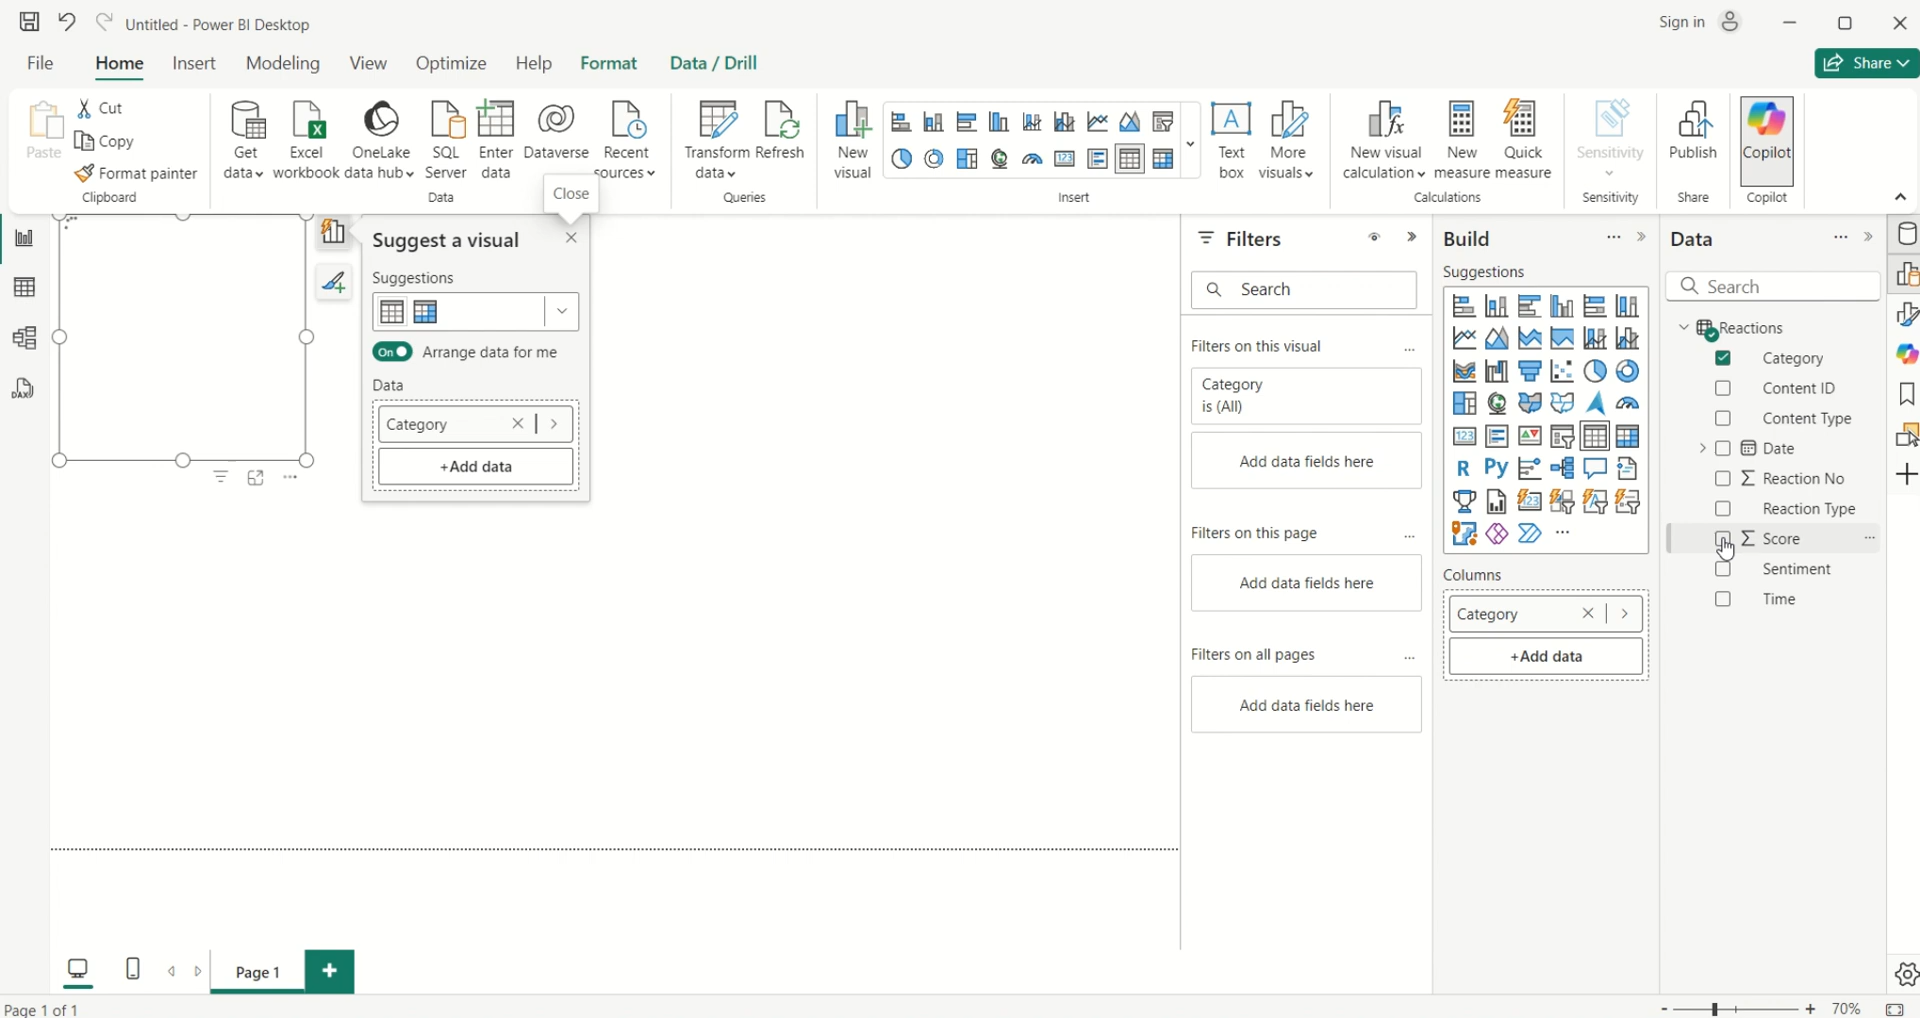 Untitled - Power BI Desktop
Sign in
File Home Insert Modeling View Optimize Help Format Data / Drill
Share
Paste
Cut
Copy
Format painter
Clipboard
Get data
Excel workbook
OneLake data hub
SQL Server
Enter data
Dataverse
Recent sources
Data
Transform data
Refresh
Queries
New visual
Text box
More visuals
Insert
New visual calculation
New measure
Quick measure
Calculations
Sensitivity
Sensitivity
Publish
Share
Copilot
Copilot
Close
Suggest a visual
Suggestions
On
Arrange data for me
Data
Category
+Add data
Filters
Search
Filters on this visual
Category
is (All)
Add data fields here
Filters on this page
Add data fields here
Filters on all pages
Add data fields here
Build
Suggestions
123
R Py
123
Columns
Category
+Add data
Data
Search
Reactions
Category
Content ID
Content Type
Date
Σ Reaction No
Reaction Type
Σ Score
Sentiment
Time
DAX
Page 1
Page 1 of 1
70%